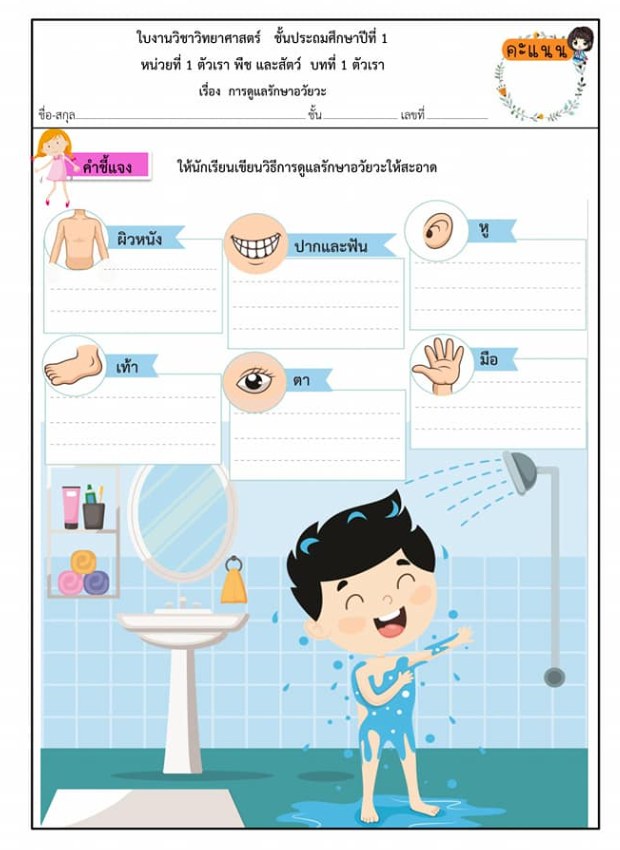 ใบงานวิชาวิทยาศาสตร์ ชั้นประถมศึกษาปีที่ 1
คะแนน
หน่วยที่ 1 ตัวเรา พืช และสัตว์ บทที่ 1 ตัวเรา
เรื่อง การดูแลรักษาอวัยวะ
ชื่อ-สกุล ชั้น เลขที่
คำชี้แจง ให้นักเรียนเขียนวิธีการดูแลรักษาอวัยวะให้สะอาด
ผิวหนัง
ปากและฟัน
หู
เท้า
ตา
มือ